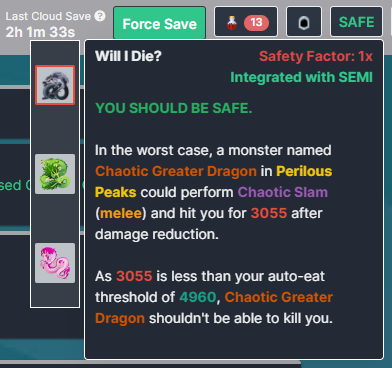 Last Cloud Save ?
2h 1m 33s
Force Save
13
SAFE
Will I Die?
Safety Factor: 1x
Integrated with SEMI
YOU SHOULD BE SAFE.
In the worst case, a monster named
Chaotic Greater Dragon in Perilous
Peaks could perform Chaotic Slam
(melee) and hit you for 3055 after
damage reduction.
As 3055 is less than your auto-eat
threshold of 4960, Chaotic Greater
Dragon shouldn't be able to kill you.
sed